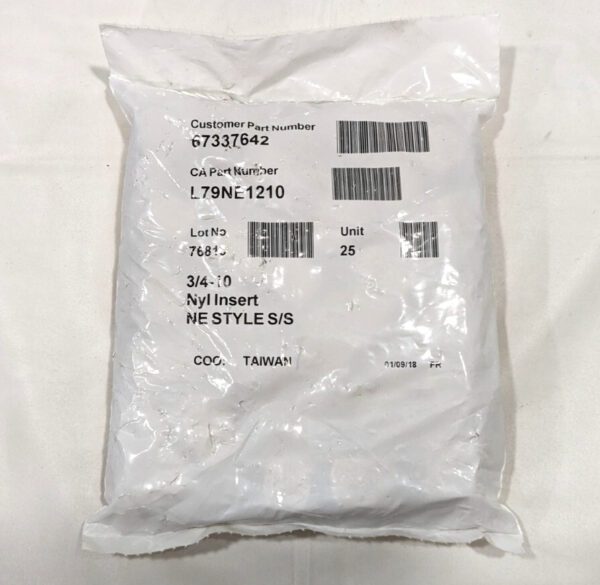 Customer Part Number
67337642
CA Part Number
L79NE1210
Lot No Unit
25
3/4-10
Nyl Insert
NE STYLE S/S
COO: TAIWAN 01/09/18 FR